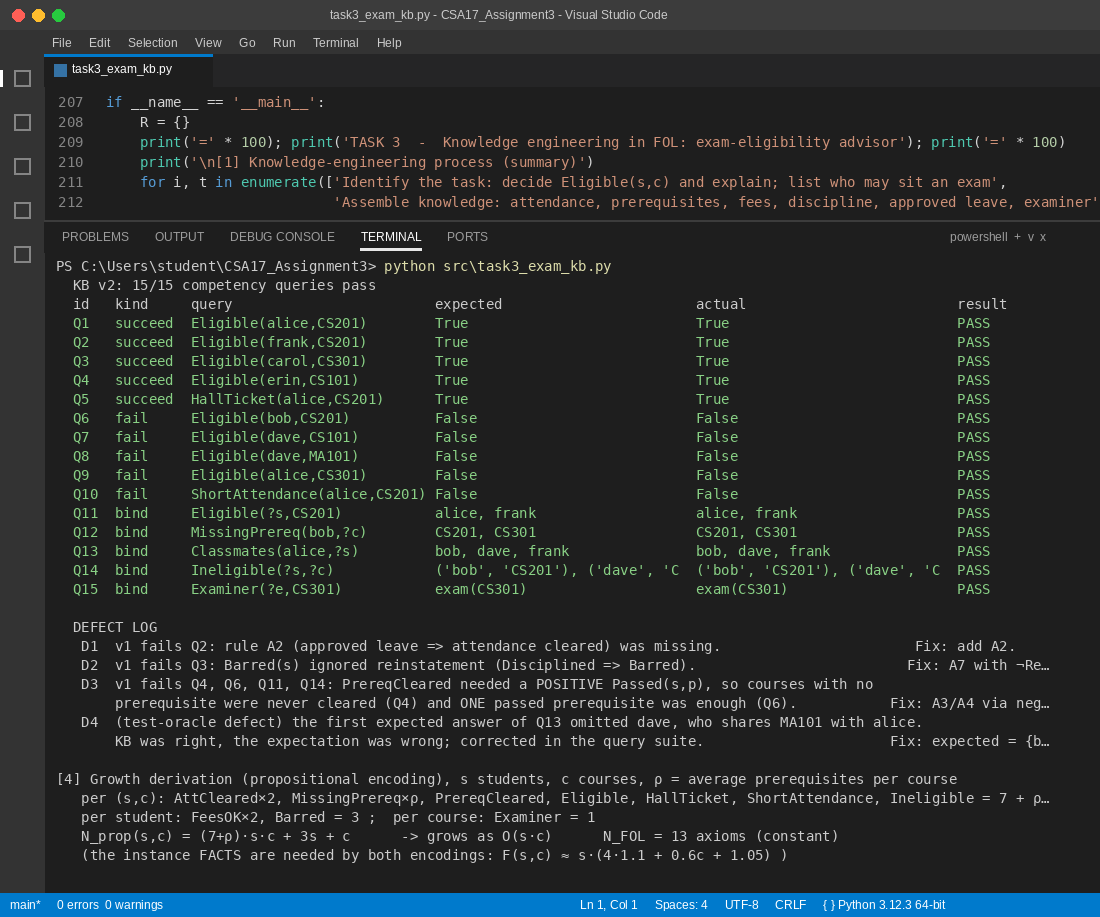 task3_exam_kb.py - CSA17_Assignment3 - Visual Studio Code
File Edit Selection View Go Run Terminal Help
task3_exam_kb.py
207 if __name__ == '__main__':
208 R = {}
209 print('=' * 100); print('TASK 3  -  Knowledge engineering in FOL: exam-eligibility advisor'); print('=' * 100)
210 print('\n[1] Knowledge-engineering process (summary)')
211 for i, t in enumerate(['Identify the task: decide Eligible(s,c) and explain; list who may sit an exam',
212 'Assemble knowledge: attendance, prerequisites, fees, discipline, approved leave, examiner'
PROBLEMS OUTPUT DEBUG CONSOLE TERMINAL PORTS powershell + v x
PS C:\Users\student\CSA17_Assignment3> python src\task3_exam_kb.py
KB v2: 15/15 competency queries pass
id kind query expected actual result
Q1 succeed Eligible(alice,CS201) True True PASS
Q2 succeed Eligible(frank,CS201) True True PASS
Q3 succeed Eligible(carol,CS301) True True PASS
Q4 succeed Eligible(erin,CS101) True True PASS
Q5 succeed HallTicket(alice,CS201) True True PASS
Q6 fail Eligible(bob,CS201) False False PASS
Q7 fail Eligible(dave,CS101) False False PASS
Q8 fail Eligible(dave,MA101) False False PASS
Q9 fail Eligible(alice,CS301) False False PASS
Q10 fail ShortAttendance(alice,CS201) False False PASS
Q11 bind Eligible(?s,CS201) alice, frank alice, frank PASS
Q12 bind MissingPrereq(bob,?c) CS201, CS301 CS201, CS301 PASS
Q13 bind Classmates(alice,?s) bob, dave, frank bob, dave, frank PASS
Q14 bind Ineligible(?s,?c) ('bob', 'CS201'), ('dave', 'C ('bob', 'CS201'), ('dave', 'C PASS
Q15 bind Examiner(?e,CS301) exam(CS301) exam(CS301) PASS
DEFECT LOG
D1 v1 fails Q2: rule A2 (approved leave => attendance cleared) was missing. Fix: add A2.
D2 v1 fails Q3: Barred(s) ignored reinstatement (Disciplined => Barred). Fix: A7 with ¬Re…
D3 v1 fails Q4, Q6, Q11, Q14: PrereqCleared needed a POSITIVE Passed(s,p), so courses with no
prerequisite were never cleared (Q4) and ONE passed prerequisite was enough (Q6). Fix: A3/A4 via neg…
D4 (test-oracle defect) the first expected answer of Q13 omitted dave, who shares MA101 with alice.
KB was right, the expectation was wrong; corrected in the query suite. Fix: expected = {b…
[4] Growth derivation (propositional encoding), s students, c courses, ρ = average prerequisites per course
per (s,c): AttCleared×2, MissingPrereq×ρ, PrereqCleared, Eligible, HallTicket, ShortAttendance, Ineligible = 7 + ρ…
per student: FeesOK×2, Barred = 3 ; per course: Examiner = 1
N_prop(s,c) = (7+ρ)·s·c + 3s + c -> grows as O(s·c) N_FOL = 13 axioms (constant)
(the instance FACTS are needed by both encodings: F(s,c) ≈ s·(4·1.1 + 0.6c + 1.05) )
main* 0 errors 0 warnings Ln 1, Col 1 Spaces: 4 UTF-8 CRLF { } Python 3.12.3 64-bit